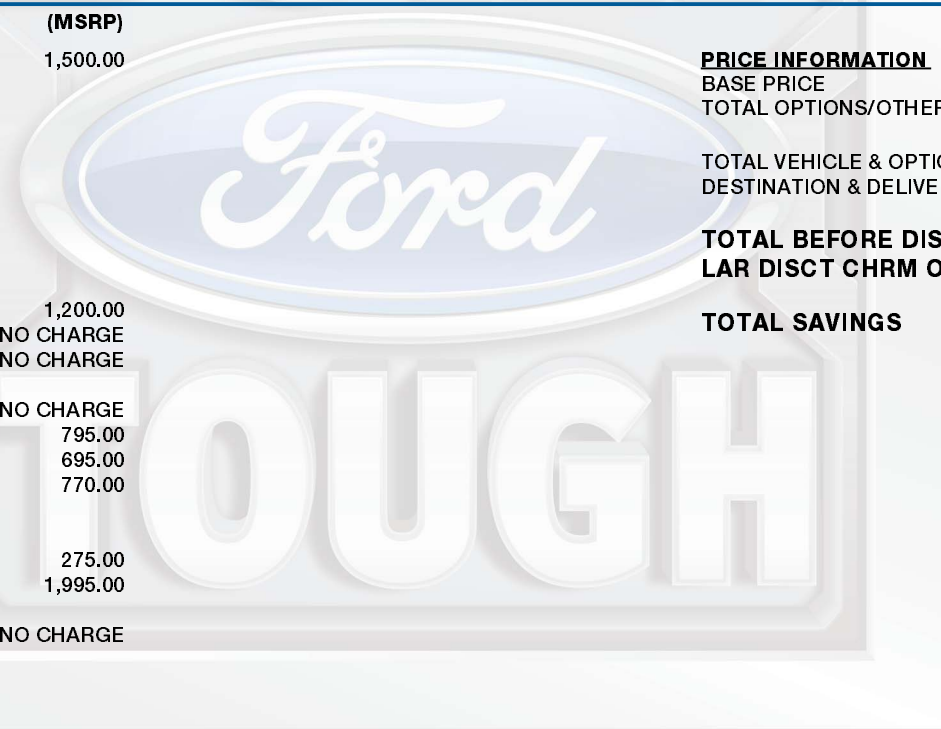 (MSRP)
1,500.00
1,200.00
NO CHARGE
NO CHARGE
NO CHARGE
795.00
695.00
770.00
275.00
1,995.00
NO CHARGE
Ford
TOUGH
PRICE INFORMATION
BASE PRICE
TOTAL OPTIONS/OTHER
TOTAL VEHICLE & OPTIO
DESTINATION & DELIVE
TOTAL BEFORE DIS
LAR DISCT CHRM O
TOTAL SAVINGS